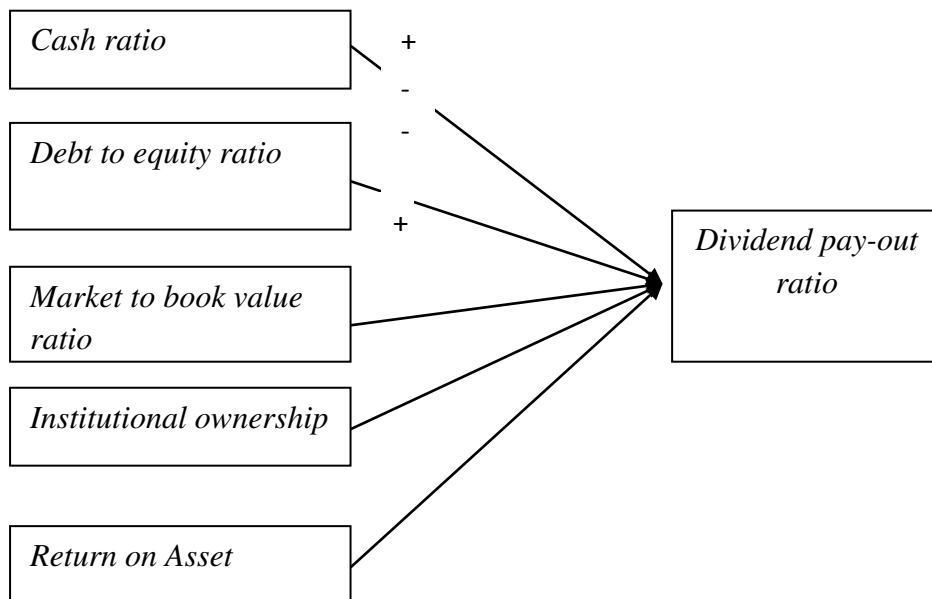 Cash ratio
+
-
-
Debt to equity ratio
+
Dividend pay-out
ratio
Market to book value
ratio
Institutional ownership
Return on Asset